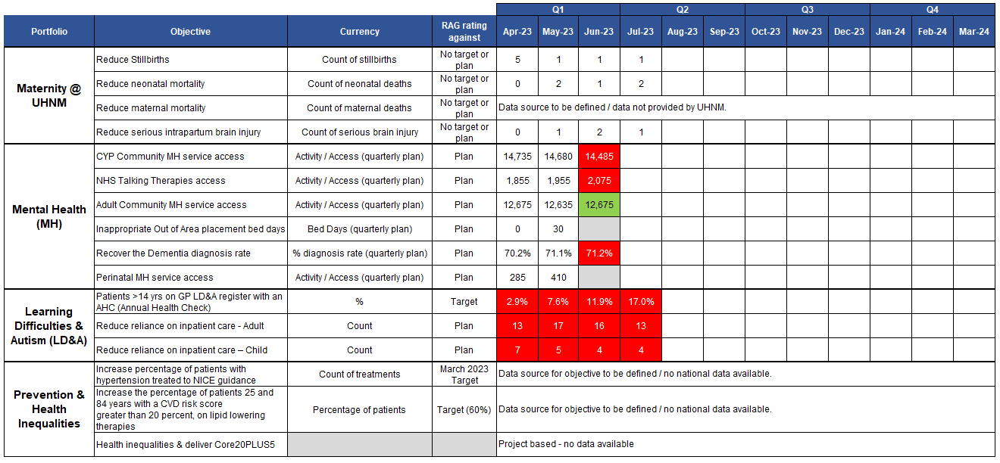 Q1 Q2 Q3 Q4
Portfolio Objective Currency RAG rating against Apr-23 May-23 Jun-23 Jul-23 Aug-23 Sep-23 Oct-23 Nov-23 Dec-23 Jan-24 Feb-24 Mar-24
Maternity @
UHNM
Reduce Stillbirths Count of stillbirths No target or plan 5 1 1 1
Reduce neonatal mortality Count of neonatal deaths No target or plan 0 2 1 2
Reduce maternal mortality Count of maternal deaths No target or plan Data source to be defined / data not provided by UHNM.
Reduce serious intrapartum brain injury Count of serious brain injury No target or plan 0 1 2 1
Mental Health
(MH)
CYP Community MH service access Activity / Access (quarterly plan) Plan 14,735 14,680 14,485
NHS Talking Therapies access Activity / Access (quarterly plan) Plan 1,855 1,955 2,075
Adult Community MH service access Activity / Access (quarterly plan) Plan 12,675 12,635 12,675
Inappropriate Out of Area placement bed days Bed Days (quarterly plan) Plan 0 30
Recover the Dementia diagnosis rate % diagnosis rate (quarterly plan) Plan 70.2% 71.1% 71.2%
Perinatal MH service access Activity / Access (quarterly plan) Plan 285 410
Learning
Difficulties &
Autism (LD&A)
Patients >14 yrs on GP LD&A register with an
AHC (Annual Health Check) % Target 2.9% 7.6% 11.9% 17.0%
Reduce reliance on inpatient care - Adult Count Plan 13 17 16 13
Reduce reliance on inpatient care – Child Count Plan 7 5 4 4
Prevention &
Health
Inequalities
Increase percentage of patients with
hypertension treated to NICE guidance Count of treatments March 2023 Target Data source for objective to be defined / no national data available.
Increase the percentage of patients 25 and
84 years with a CVD risk score
greater than 20 percent, on lipid lowering
therapies Percentage of patients Target (60%) Data source for objective to be defined / no national data available.
Health inequalities & deliver Core20PLUS5 Project based - no data available